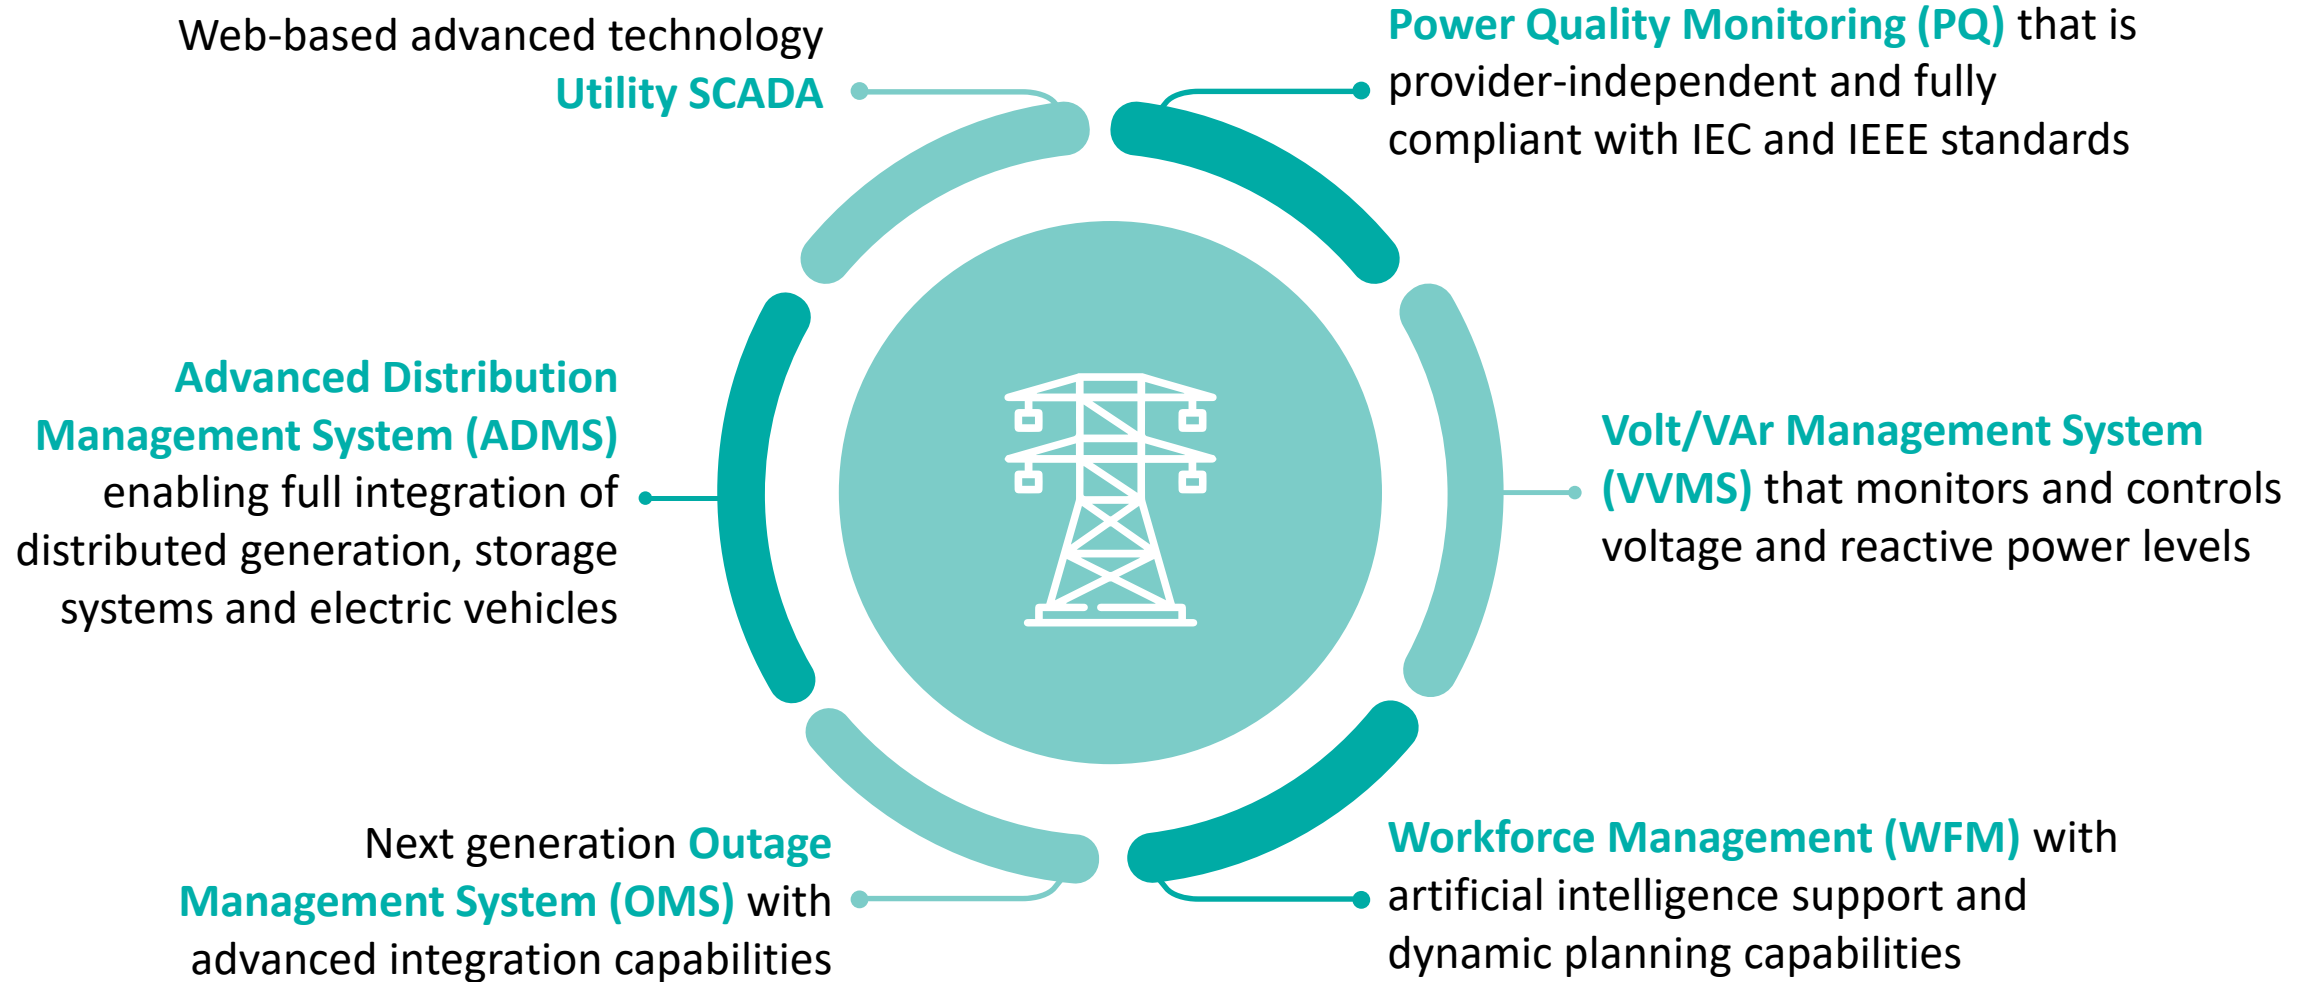 Web-based advanced technology
Utility SCADA
Power Quality Monitoring (PQ) that is
provider-independent and fully
compliant with IEC and IEEE standards
Advanced Distribution
Management System (ADMS)
enabling full integration of
distributed generation, storage
systems and electric vehicles
Volt/VAr Management System
(VVMS) that monitors and controls
voltage and reactive power levels
Next generation Outage
Management System (OMS) with
advanced integration capabilities
Workforce Management (WFM) with
artificial intelligence support and
dynamic planning capabilities